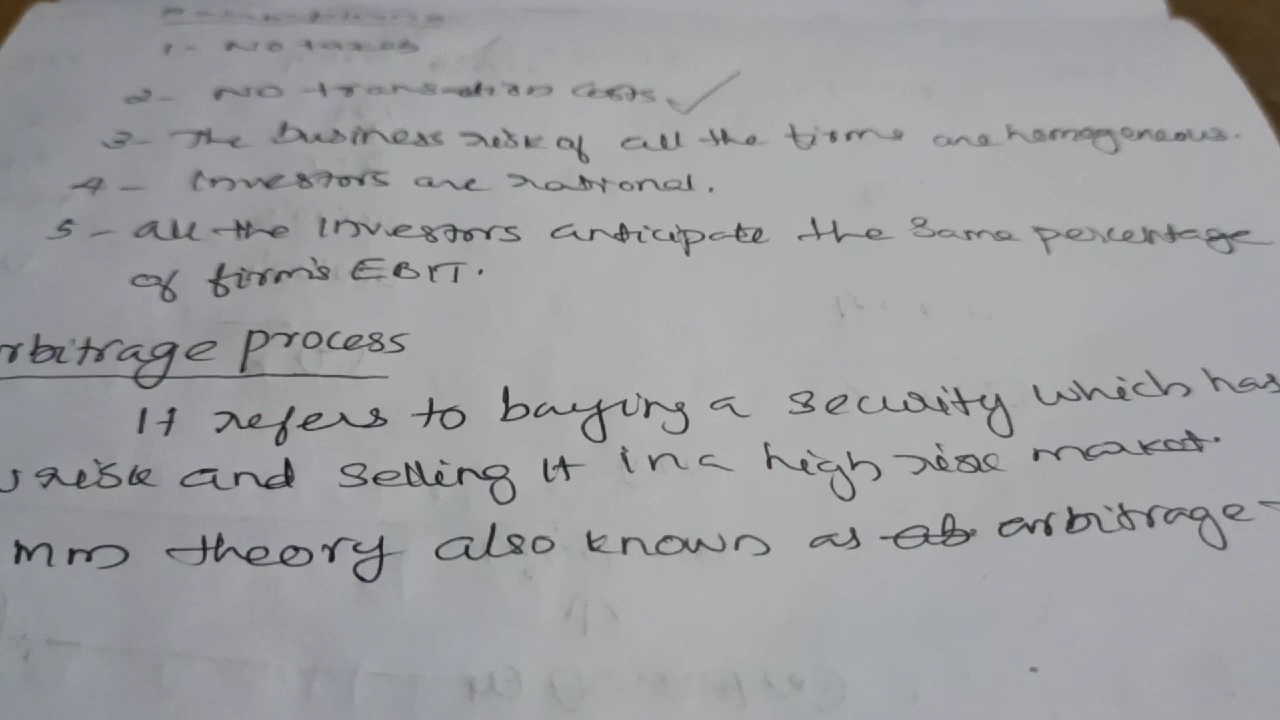 1- No taxes
2- No transaction costs ✓
3- The business risk of all the firms are homogeneous.
4- Investors are rational.
5- all the investors anticipate the same percentage
of firm's EBIT.
rbitrage process
It refers to buying a security which has
risk and selling it in a high risk market.
MM theory also known as arbitrage